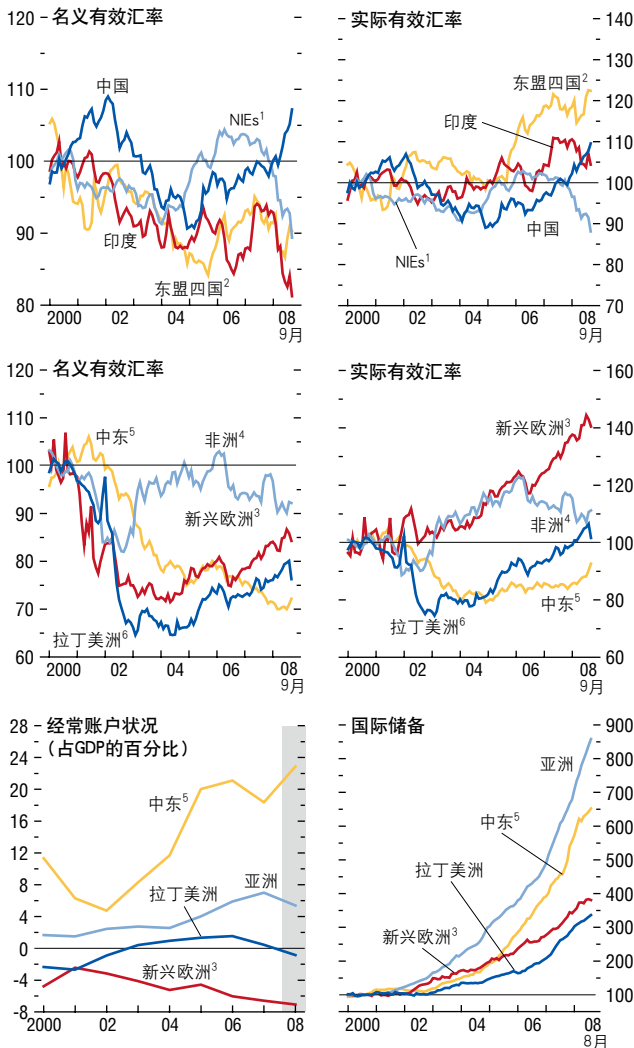 名义有效汇率
120
110
100
90
80
中国
NIEs1
印度
东盟四国2
2000 02 04 06 08
9月
实际有效汇率
140
130
120
110
100
90
80
70
东盟四国2
印度
中国
NIEs1
2000 02 04 06 08
9月
名义有效汇率
120
110
100
90
80
70
60
中东5
非洲4
新兴欧洲3
拉丁美洲6
2000 02 04 06 08
9月
实际有效汇率
160
140
120
100
80
60
新兴欧洲3
非洲4
中东5
拉丁美洲6
2000 02 04 06 08
9月
经常账户状况
(占GDP的百分比)
28
24
20
16
12
8
4
0
-4
-8
中东5
亚洲
拉丁美洲
新兴欧洲3
2000 02 04 06 08
国际储备
900
800
700
600
500
400
300
200
100
亚洲
中东5
拉丁美洲
新兴欧洲3
2000 02 04 06 08
8月